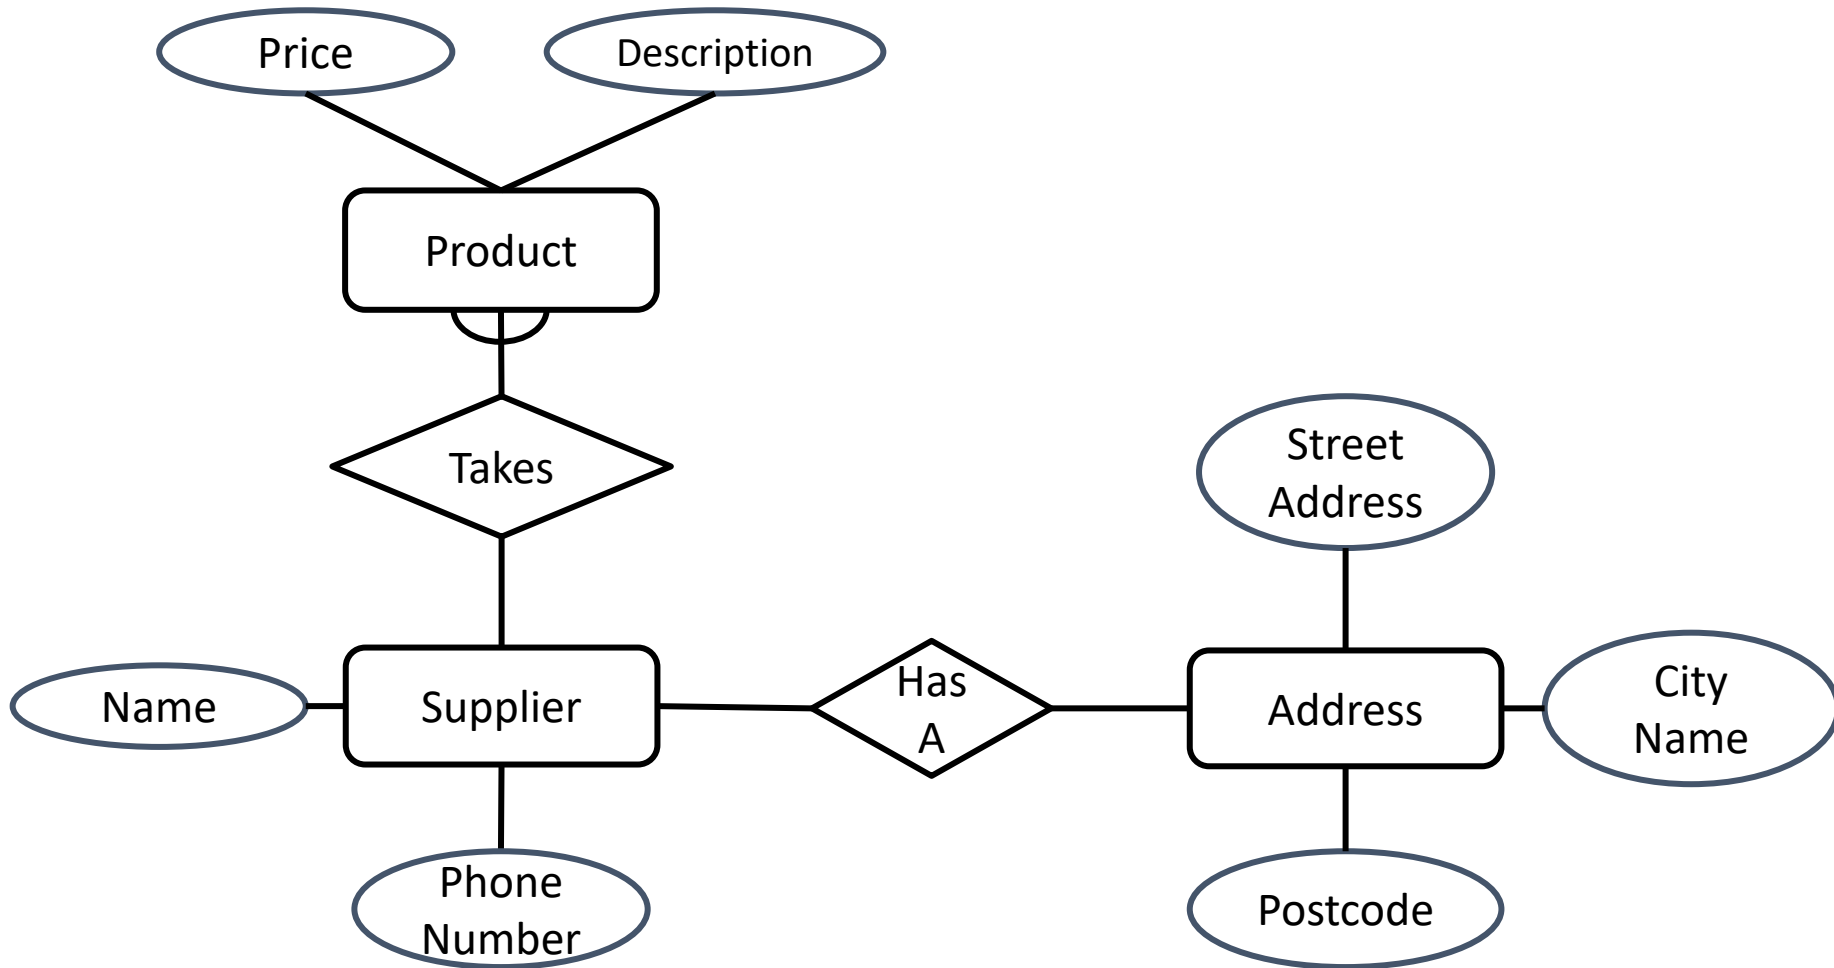 Price
Description
Product
Takes
Street
Address
Name
Supplier
Has
A
Address
City
Name
Phone
Number
Postcode